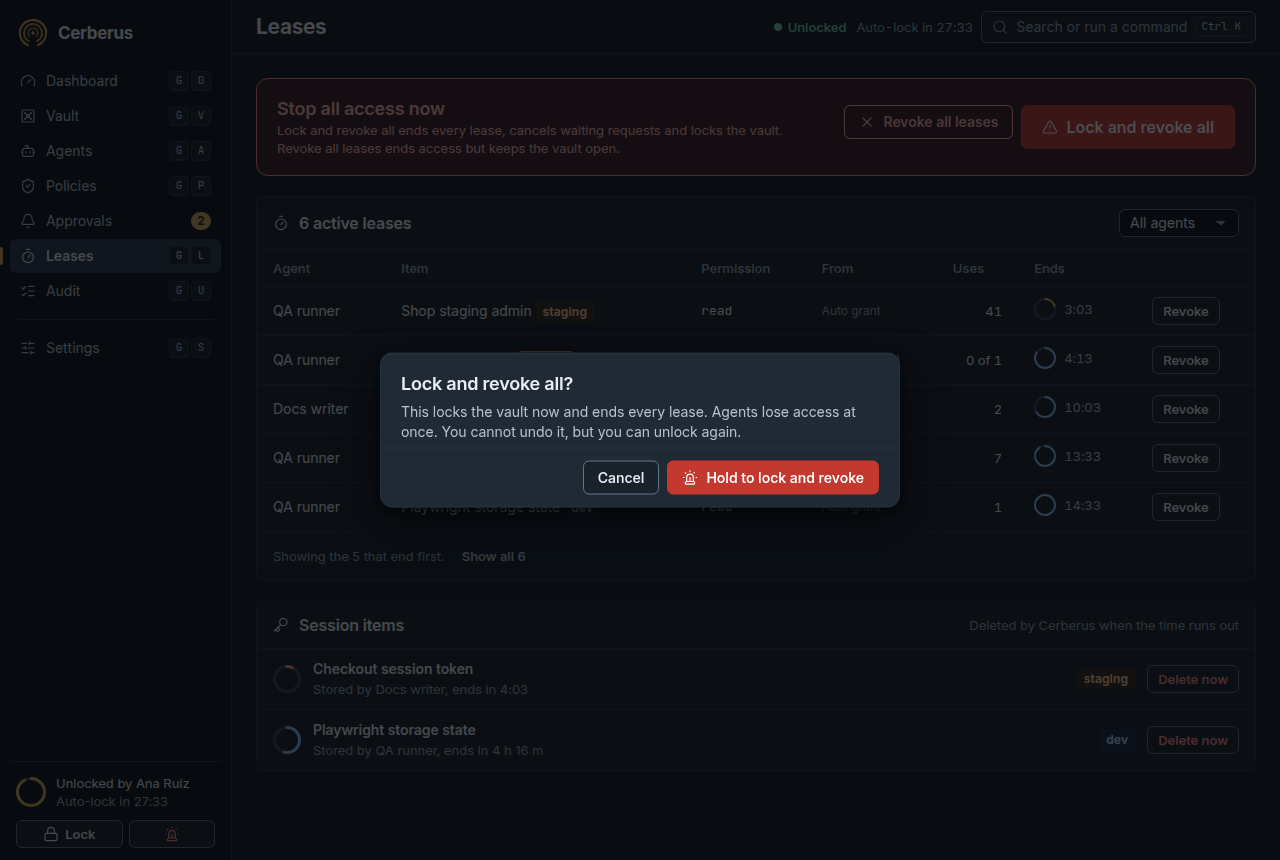 Cerberus
Dashboard G D
Vault G V
Agents G A
Policies G P
Approvals 2
Leases G L
Audit G U
Settings G S
Unlocked by Ana Ruiz
Auto-lock in 27:33
Lock
Leases
Unlocked Auto-lock in 27:33 Search or run a command Ctrl K
Stop all access now
Lock and revoke all ends every lease, cancels waiting requests and locks the vault.
Revoke all leases ends access but keeps the vault open.
Revoke all leases
Lock and revoke all
6 active leases All agents
Agent Item Permission From Uses Ends
QA runner Shop staging admin staging read Auto grant 41 3:03 Revoke
QA runner 0 of 1 4:13 Revoke
Docs writer 2 10:03 Revoke
QA runner 7 13:33 Revoke
QA runner Playwright storage state dev read Auto grant 1 14:33 Revoke
Showing the 5 that end first. Show all 6
Lock and revoke all?
This locks the vault now and ends every lease. Agents lose access at
once. You cannot undo it, but you can unlock again.
Cancel Hold to lock and revoke
Session items Deleted by Cerberus when the time runs out
Checkout session token
Stored by Docs writer, ends in 4:03
staging Delete now
Playwright storage state
Stored by QA runner, ends in 4 h 16 m
dev Delete now